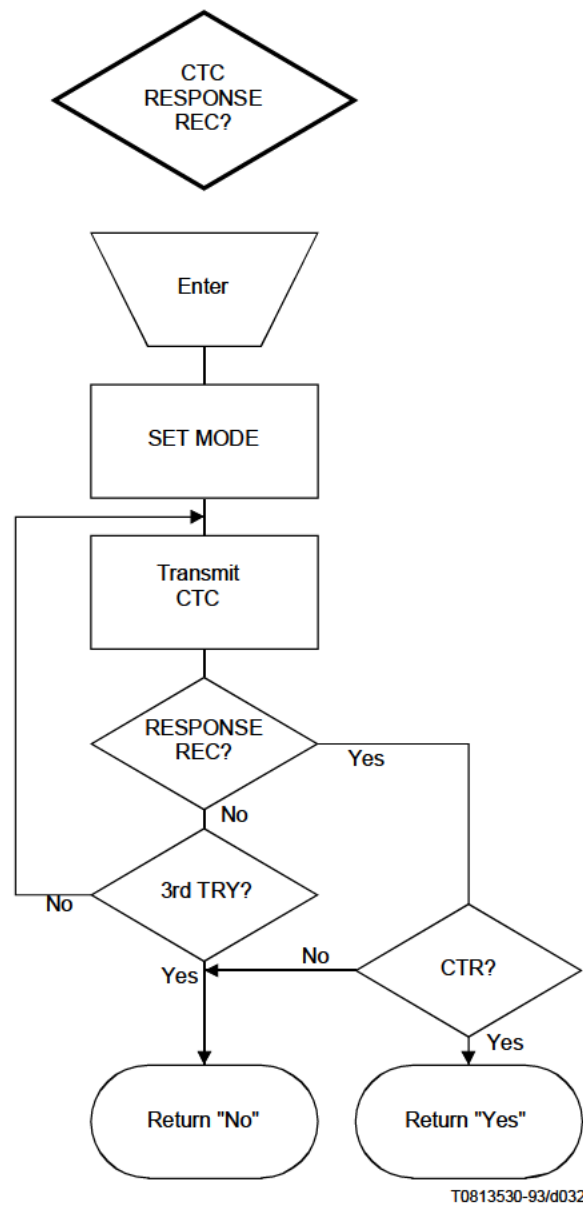 CTC
RESPONSE
REC?
Enter
SET MODE
Transmit
CTC
RESPONSE
REC?
Yes
No
3rd TRY?
No
No
CTR?
Yes
Yes
Return "No"
Return "Yes"
T0813530-93/d032